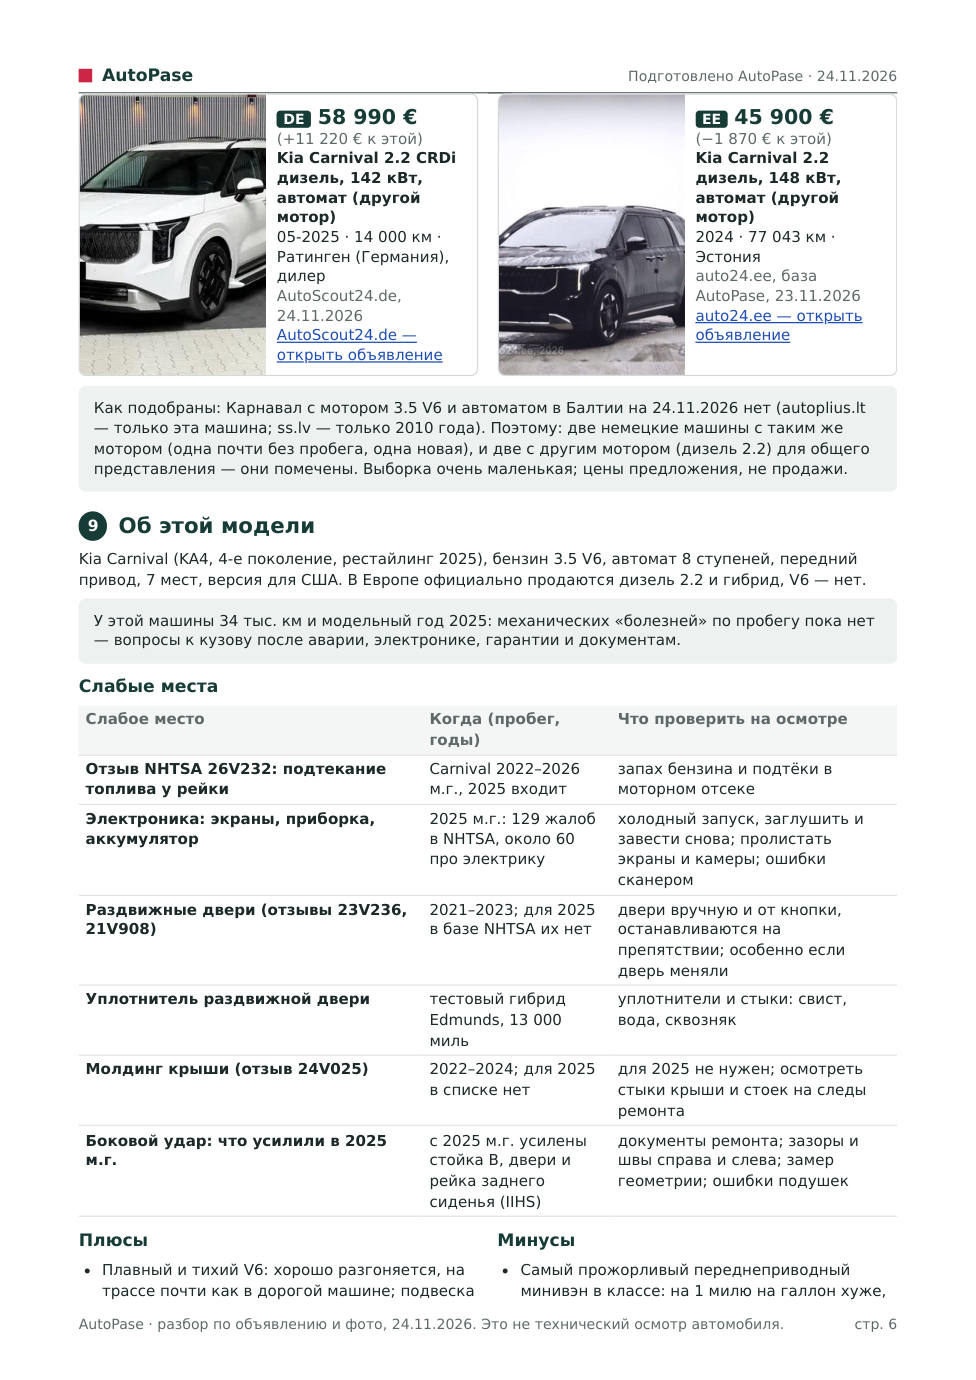 AutoPase
Подготовлено AutoPase · 24.11.2026
DE 58 990 €
(+11 220 € к этой)
Kia Carnival 2.2 CRDi
дизель, 142 кВт,
автомат (другой
мотор)
05-2025 · 14 000 км ·
Ратинген (Германия),
дилер
AutoScout24.de,
24.11.2026
AutoScout24.de —
открыть объявление
EE 45 900 €
(−1 870 € к этой)
Kia Carnival 2.2
дизель, 148 кВт,
автомат (другой
мотор)
2024 · 77 043 км ·
Эстония
auto24.ee, база
AutoPase, 23.11.2026
auto24.ee — открыть
объявление
Как подобраны: Карнавал с мотором 3.5 V6 и автоматом в Балтии на 24.11.2026 нет (autoplius.lt
— только эта машина; ss.lv — только 2010 года). Поэтому: две немецкие машины с таким же
мотором (одна почти без пробега, одна новая), и две с другим мотором (дизель 2.2) для общего
представления — они помечены. Выборка очень маленькая; цены предложения, не продажи.
9 Об этой модели
Kia Carnival (KA4, 4-е поколение, рестайлинг 2025), бензин 3.5 V6, автомат 8 ступеней, передний
привод, 7 мест, версия для США. В Европе официально продаются дизель 2.2 и гибрид, V6 — нет.
У этой машины 34 тыс. км и модельный год 2025: механических «болезней» по пробегу пока нет
— вопросы к кузову после аварии, электронике, гарантии и документам.
Слабые места
Слабое место
Когда (пробег,
годы)
Что проверить на осмотре
Отзыв NHTSA 26V232: подтекание
топлива у рейки
Carnival 2022–2026
м.г., 2025 входит
запах бензина и подтёки в
моторном отсеке
Электроника: экраны, приборка,
аккумулятор
2025 м.г.: 129 жалоб
в NHTSA, около 60
про электрику
холодный запуск, заглушить и
завести снова; пролистать
экраны и камеры; ошибки
сканером
Раздвижные двери (отзывы 23V236,
21V908)
2021–2023; для 2025
в базе NHTSA их нет
двери вручную и от кнопки,
останавливаются на
препятствии; особенно если
дверь меняли
Уплотнитель раздвижной двери
тестовый гибрид
Edmunds, 13 000
миль
уплотнители и стыки: свист,
вода, сквозняк
Молдинг крыши (отзыв 24V025)
2022–2024; для 2025
в списке нет
для 2025 не нужен; осмотреть
стыки крыши и стоек на следы
ремонта
Боковой удар: что усилили в 2025
м.г.
с 2025 м.г. усилены
стойка B, двери и
рейка заднего
сиденья (IIHS)
документы ремонта; зазоры и
швы справа и слева; замер
геометрии; ошибки подушек
Плюсы
• Плавный и тихий V6: хорошо разгоняется, на
трассе почти как в дорогой машине; подвеска
Минусы
• Самый прожорливый переднеприводный
минивэн в классе: на 1 милю на галлон хуже,
AutoPase · разбор по объявлению и фото, 24.11.2026. Это не технический осмотр автомобиля.
стр. 6